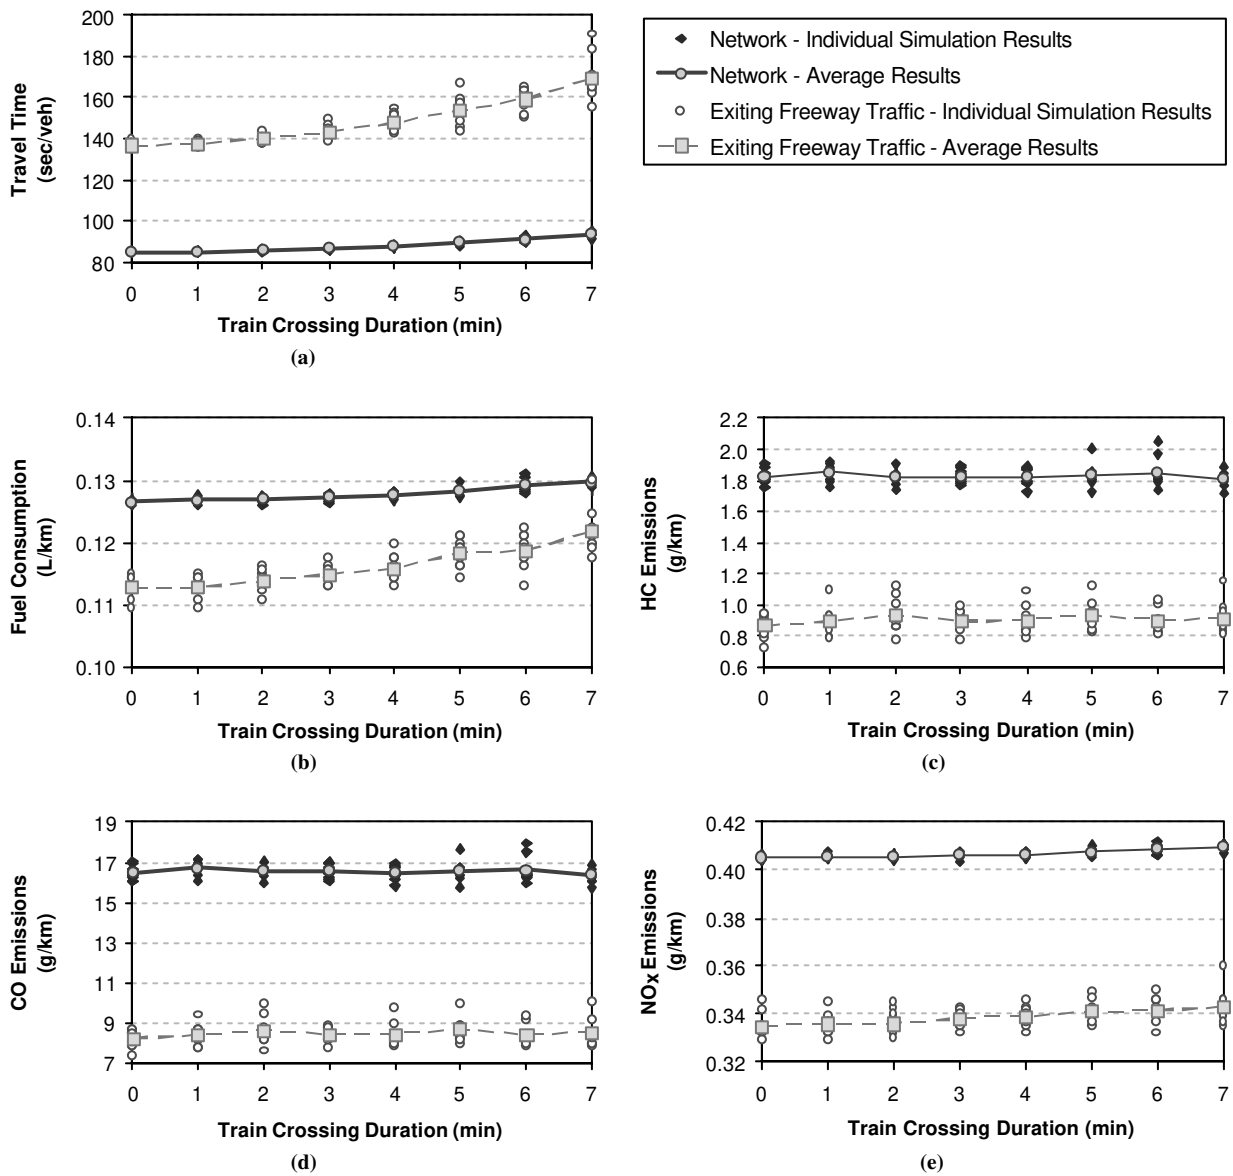 200
180
160
140
120
100
80
Travel Time
(sec/veh)
0 1 2 3 4 5 6 7
Train Crossing Duration (min)
(a)
Network - Individual Simulation Results
Network - Average Results
Exiting Freeway Traffic - Individual Simulation Results
Exiting Freeway Traffic - Average Results
0.14
0.13
0.12
0.11
0.10
Fuel Consumption
(L/km)
0 1 2 3 4 5 6 7
Train Crossing Duration (min)
(b)
2.2
2.0
1.8
1.6
1.4
1.2
1.0
0.8
0.6
HC Emissions
(g/km)
0 1 2 3 4 5 6 7
Train Crossing Duration (min)
(c)
19
17
15
13
11
9
7
CO Emissions
(g/km)
0 1 2 3 4 5 6 7
Train Crossing Duration (min)
(d)
0.42
0.40
0.38
0.36
0.34
0.32
NOx Emissions
(g/km)
0 1 2 3 4 5 6 7
Train Crossing Duration (min)
(e)